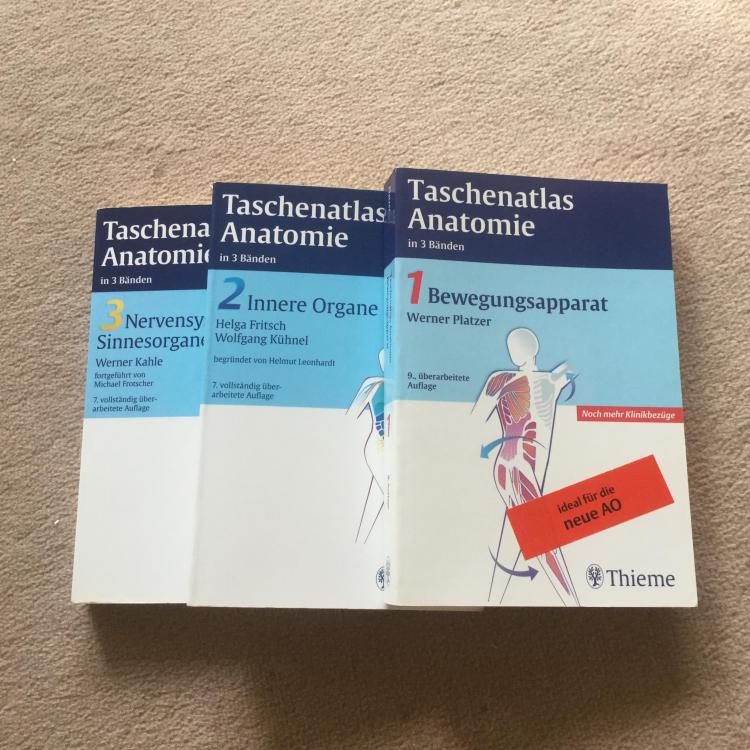 Taschenatlas
Anatomie
in 3 Bänden
1 Bewegungsapparat
Werner Platzer
9., überarbeitete
Auflage
Noch mehr Klinikbezüge
ideal für die
neue AO
Thieme
Taschenatlas
Anatomie
in 3 Bänden
2 Innere Organe
Helga Fritsch
Wolfgang Kühnel
begründet von Helmut Leonhardt
7. vollständig über-
arbeitete Auflage
Taschena
Anatomie
in 3 Bänden
3 Nervensy
Sinnesorgane
Werner Kahle
fortgeführt von
Michael Frotscher
7. vollständig über-
arbeitete Auflage